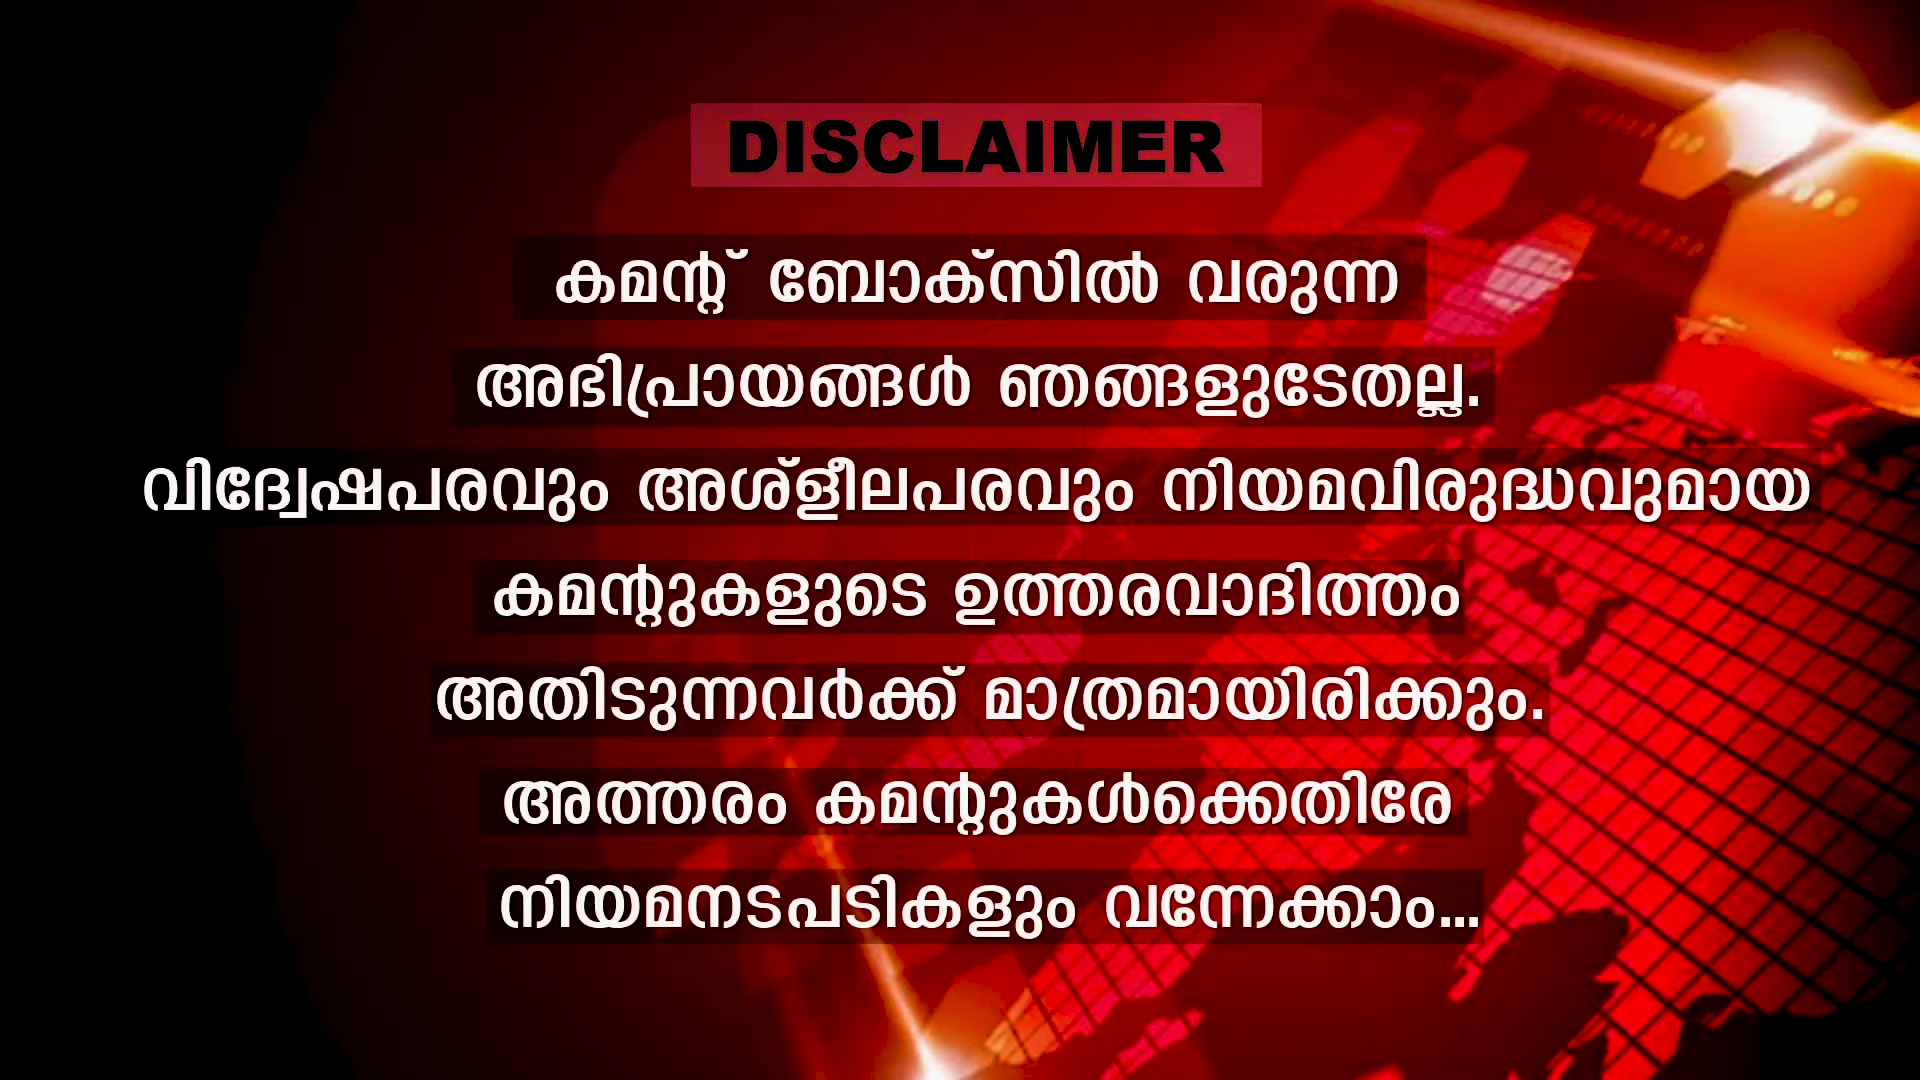 DISCLAIMER
കമന്റ് ബോക്സിൽ വരുന്ന
അഭിപ്രായങ്ങൾ ഞങ്ങളുടേതല്ല.
വിദ്വേഷപരവും അശ്ളീലപരവും നിയമവിരുദ്ധവുമായ
കമന്റുകളുടെ ഉത്തരവാദിത്തം
അതിടുന്നവർക്ക് മാത്രമായിരിക്കും.
അത്തരം കമന്റുകൾക്കെതിരേ
നിയമനടപടികളും വന്നേക്കാം...